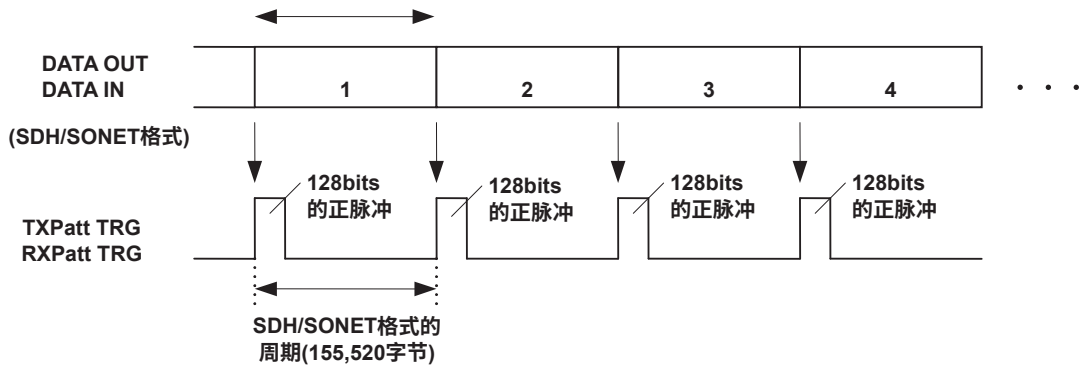 DATA OUT
DATA IN
1
2
3
4
· · ·
(SDH/SONET格式)
128bits
的正脉冲
128bits
的正脉冲
128bits
的正脉冲
128bits
的正脉冲
TXPatt TRG
RXPatt TRG
SDH/SONET格式的
周期(155,520字节)